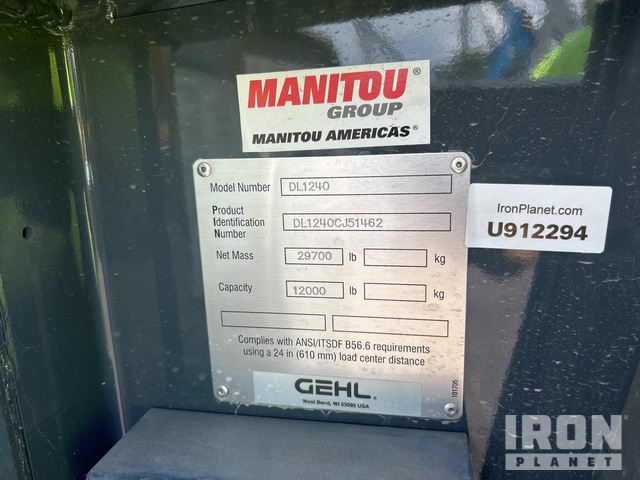 MANITOU®
GROUP
MANITOU AMERICAS®
Model Number DL1240
Product
Identification
Number DL1240CJ51462
Net Mass 29700 lb kg
Capacity 12000 lb kg
Complies with ANSI/ITSDF B56.6 requirements
using a 24 in (610 mm) load center distance
GEHL®
West Bend, WI 53095 USA
101705
IronPlanet.com
U912294
IRON
PLANET